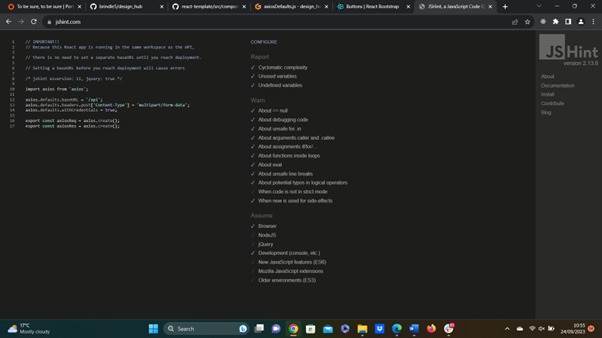 To be sure, to be sure | Port
brindle5/design_hub
react-template/src/compone
axiosDefaults.js - design_hub
Buttons | React Bootstrap
JSHint, a JavaScript Code Q
jshint.com
1 // IMPORTANT!!
2 // Because this React app is running in the same workspace as the API,
3
4 // there is no need to set a separate baseURL until you reach deployment.
5
6 // Setting a baseURL before you reach deployment will cause errors
7
8 /* jshint esversion: 11, jquery: true */
9
10 import axios from "axios";
11
12 axios.defaults.baseURL = "/api";
13 axios.defaults.headers.post["Content-Type"] = "multipart/form-data";
14 axios.defaults.withCredentials = true;
15
16 export const axiosReq = axios.create();
17 export const axiosRes = axios.create();
CONFIGURE
Report
Cyclomatic complexity
Unused variables
Undefined variables
Warn
About == null
About debugging code
About unsafe for..in
About arguments.caller and .callee
About assignments if/for/...
About functions inside loops
About eval
About unsafe line breaks
About potential typos in logical operators
When code is not in strict mode
When new is used for side-effects
Assume
Browser
NodeJS
jQuery
Development (console, etc.)
New JavaScript features (ES6)
Mozilla JavaScript extensions
Older environments (ES3)
JSHint
version 2.13.6
About
Documentation
Install
Contribute
Blog
17°C
Mostly cloudy
Search
10:55
24/09/2023